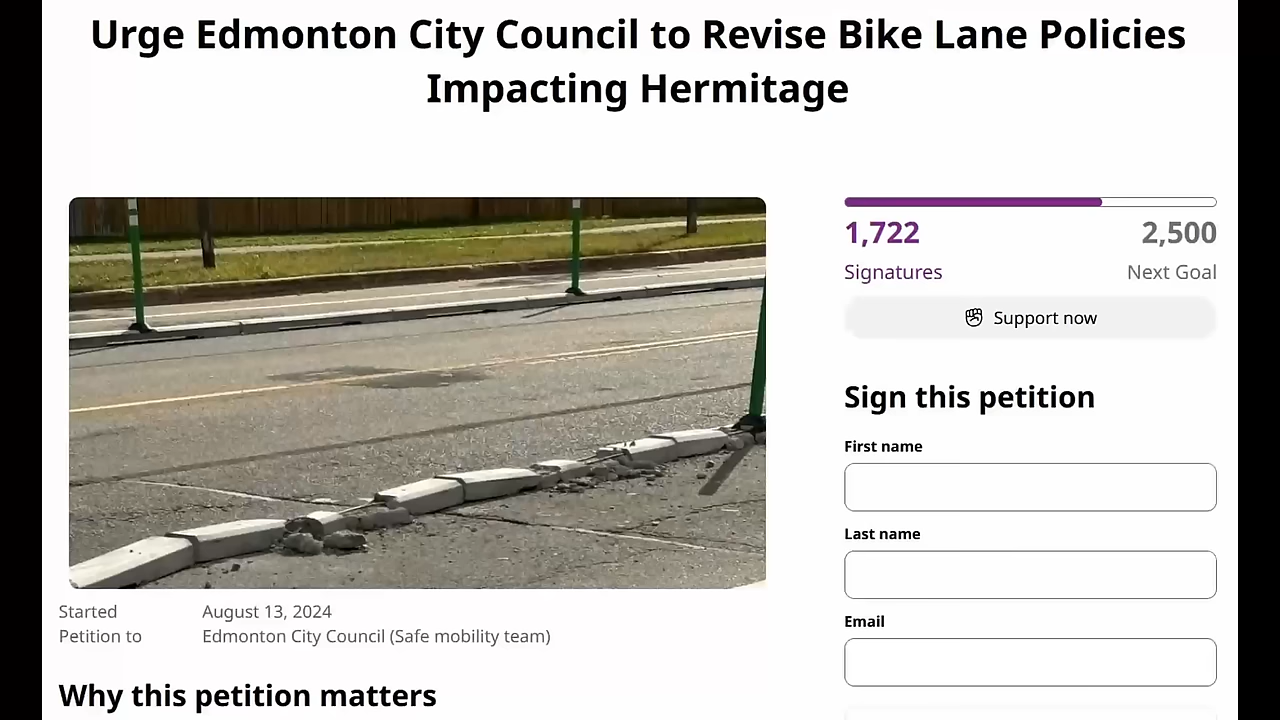 Urge Edmonton City Council to Revise Bike Lane Policies
Impacting Hermitage
1,722
2,500
Signatures
Next Goal
Support now
Sign this petition
First name
Last name
Email
Started
August 13, 2024
Petition to
Edmonton City Council (Safe mobility team)
Why this petition matters